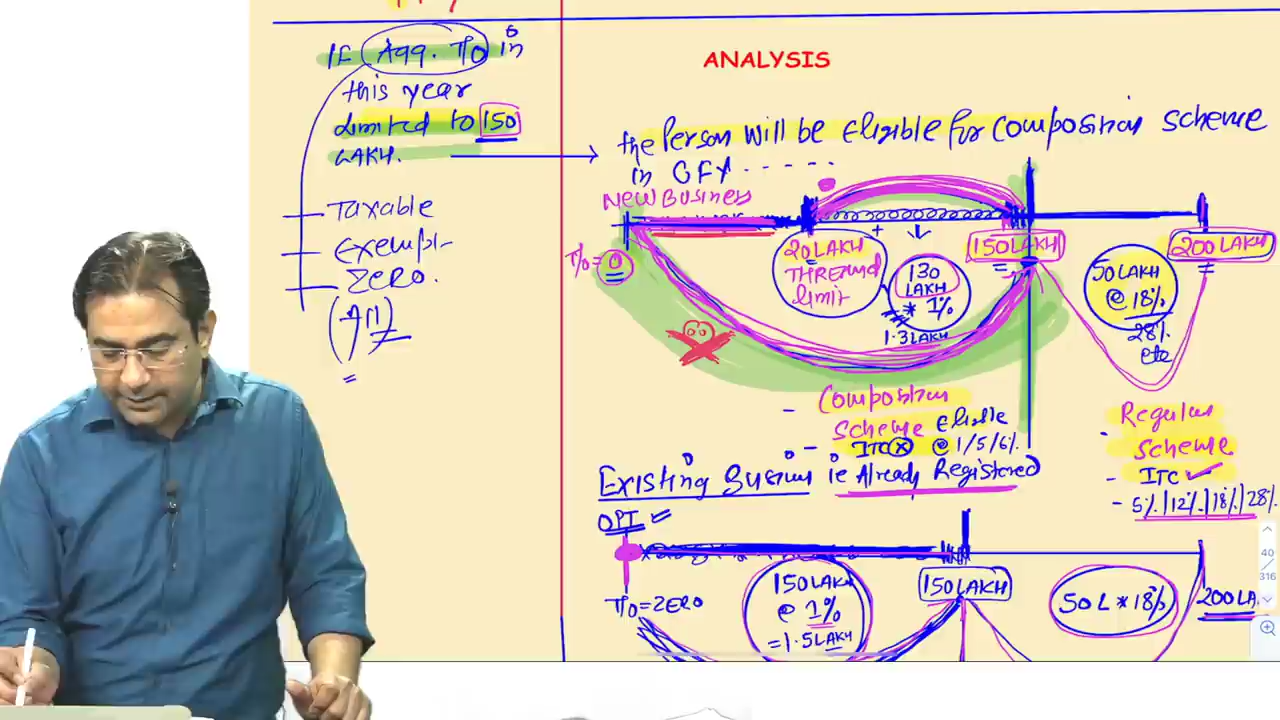 If Agg. T/O in
this year
limited to 150
LAKH.
Taxable
Exempt
ZERO.
ANALYSIS
the Person will be Eligible for Composition scheme
in CFY - - - - - -
NEW BUSINESS
T/O = 0
20 LAKH
THRESHOLD
limit
+
130
LAKH
* 1%
1.3 LAKH
150 LAKH
50 LAKH
@ 18%
28%
etc
200 LAKH
- Composition
Scheme Eligible
- ITC x @ 1/5/6%
Regular
Scheme
- ITC ✓
- 5% | 12% | 18% | 28%
Existing Business ie Already Registered
T/O = ZERO
150 LAKH
@ 1%
= 1.5 LAKH
150 LAKH
50 L * 18%
200 LA
40
/
316